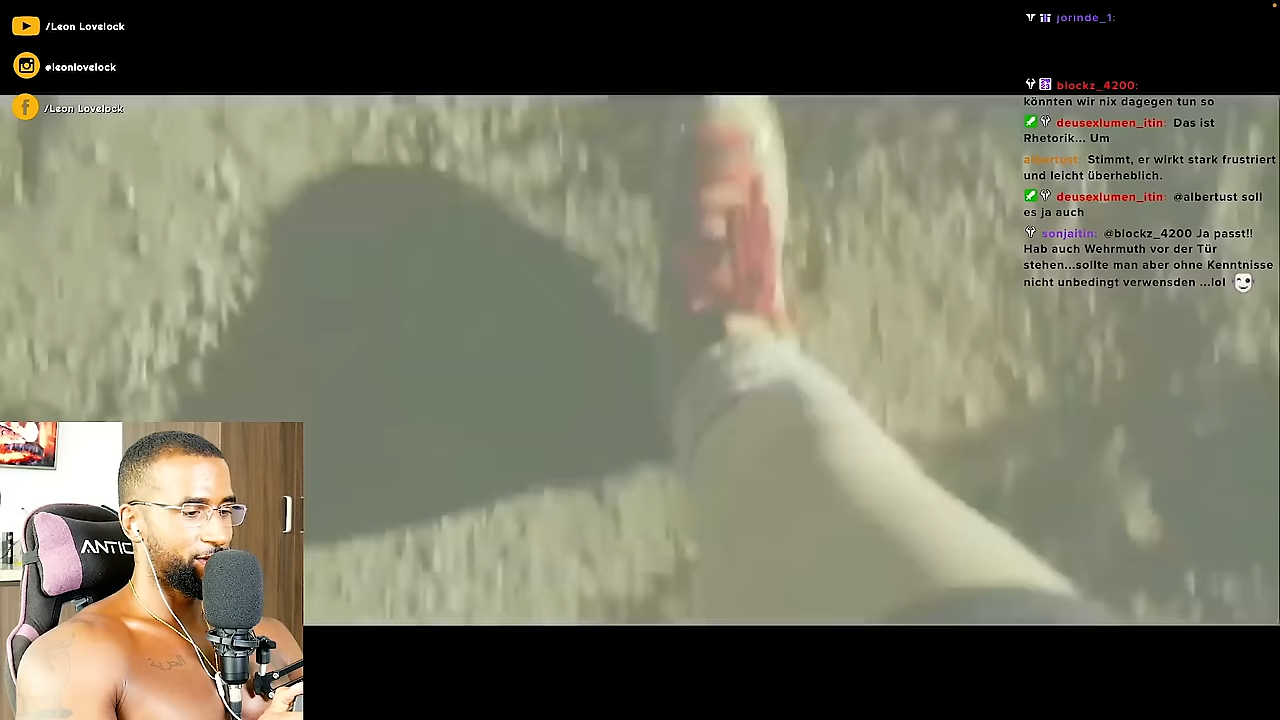 /Leon Lovelock
@leonlovelock
/Leon Lovelock
jorinde_1:
blockz_4200:
könnten wir nix dagegen tun so
deusexlumen_itin: Das ist
Rhetorik... Um
albertust: Stimmt, er wirkt stark frustriert
und leicht überheblich.
deusexlumen_itin: @albertust soll
es ja auch
sonjaitin: @blockz_4200 Ja passt!!
Hab auch Wehrmuth vor der Tür
stehen...sollte man aber ohne Kenntnisse
nicht unbedingt verwensden ...lol
ANTIC
الحرية